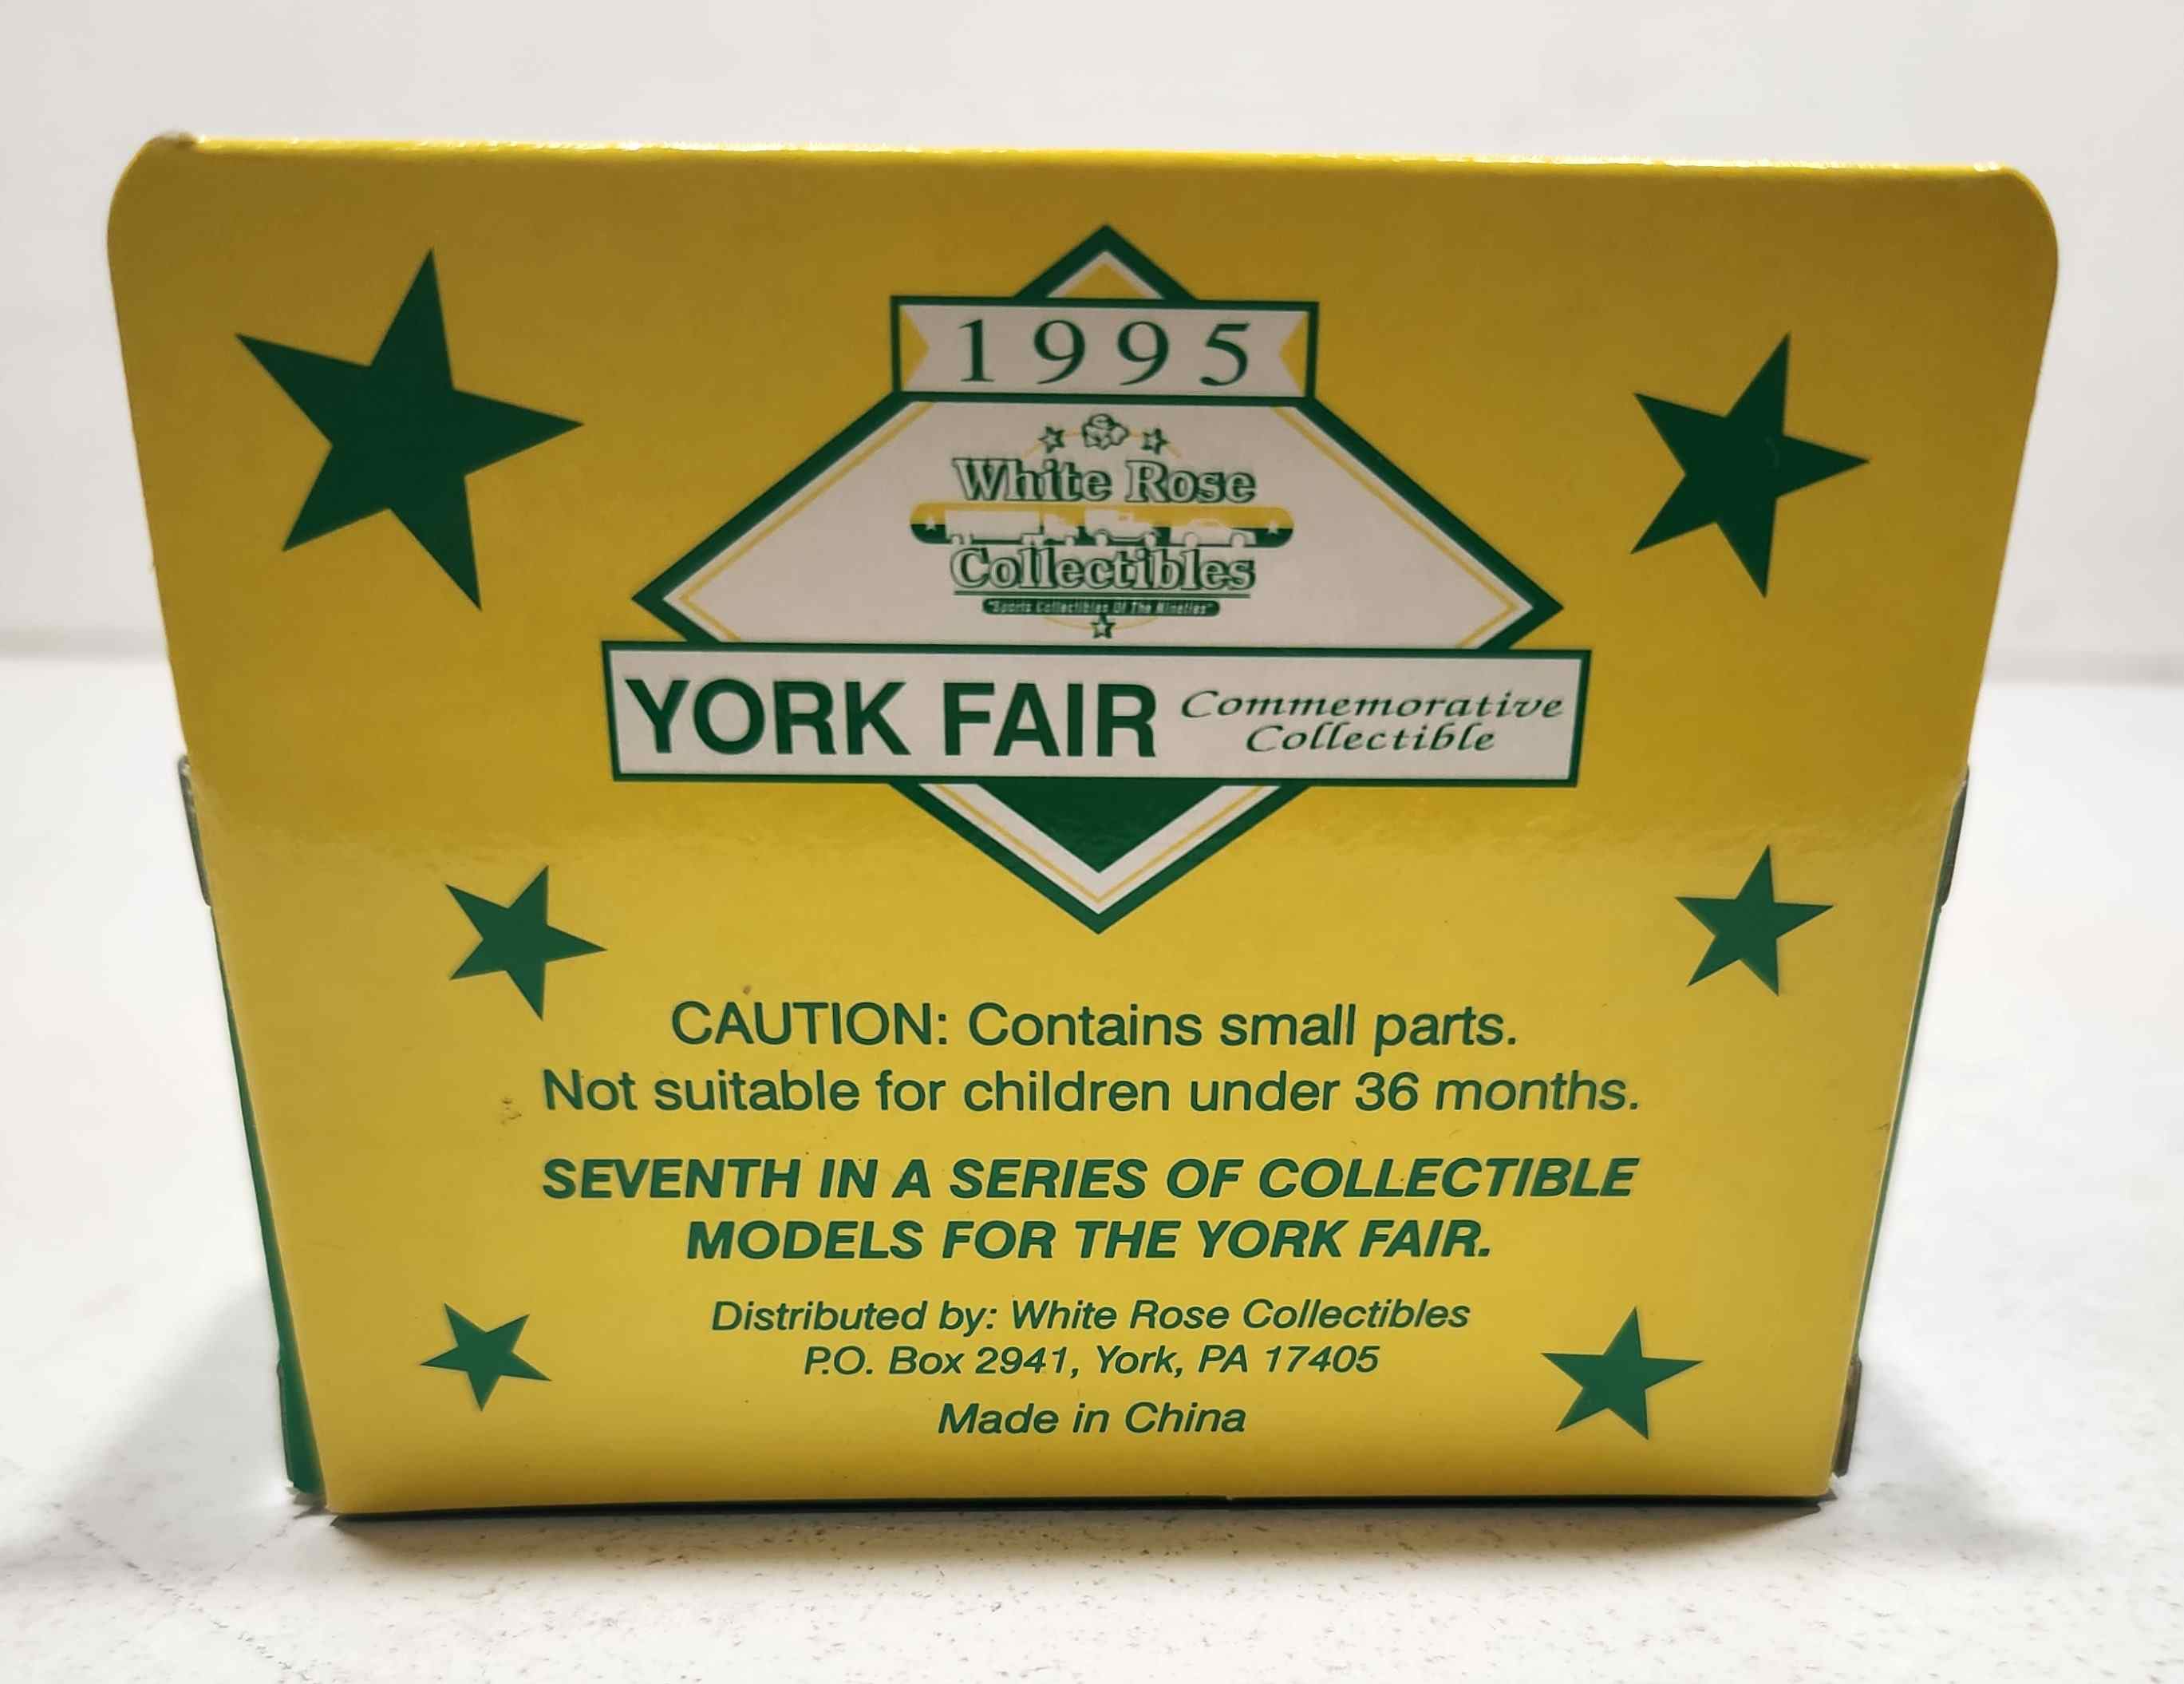 1995
White Rose
Collectibles
"Sports Collectibles Of The Nineties"
YORK FAIR Commemorative
Collectible
CAUTION: Contains small parts.
Not suitable for children under 36 months.
SEVENTH IN A SERIES OF COLLECTIBLE
MODELS FOR THE YORK FAIR.
Distributed by: White Rose Collectibles
P.O. Box 2941, York, PA 17405
Made in China